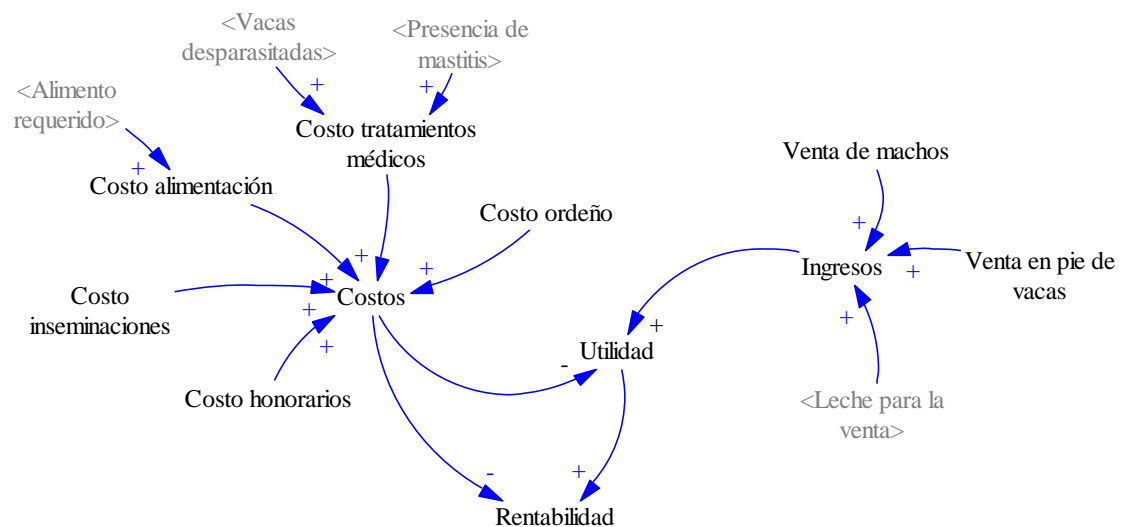 <Vacas
desparasitadas>
<Presencia de
mastitis>
<Alimento
requerido>
+
+
Costo tratamientos
médicos
+
Costo alimentación
Venta de machos
Costo ordeño
+
+
+
+
Ingresos
+
Venta en pie de
vacas
Costo
inseminaciones
+
Costos
+
+
+
+
Utilidad
-
Costo honorarios
<Leche para la
venta>
-
+
Rentabilidad